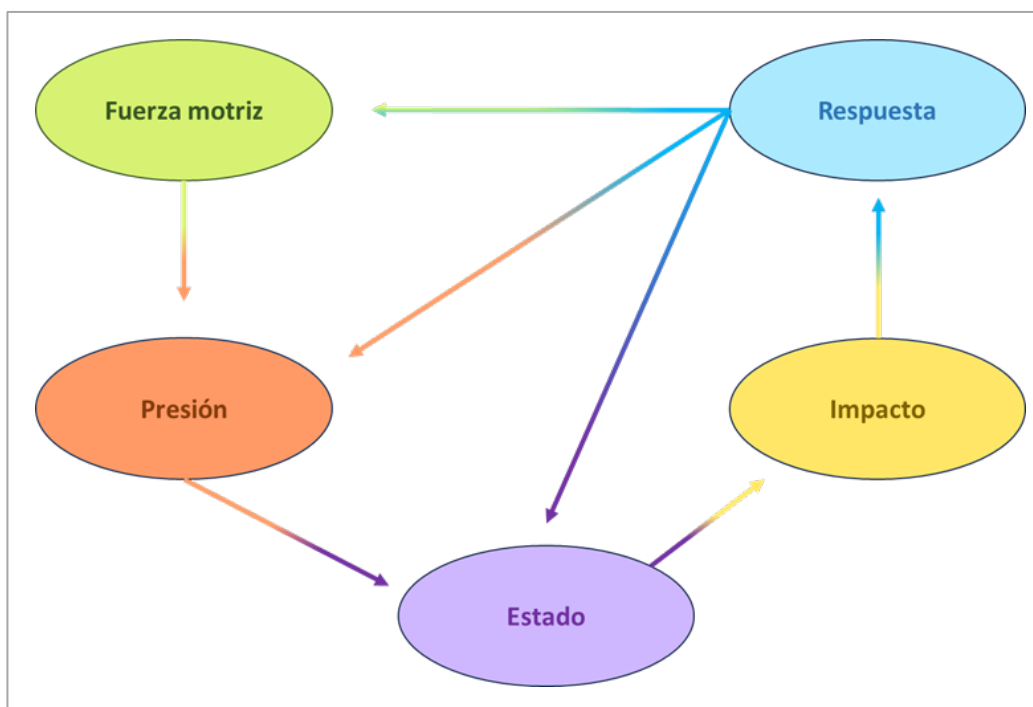 Fuerza motriz
Respuesta
Presión
Impacto
Estado